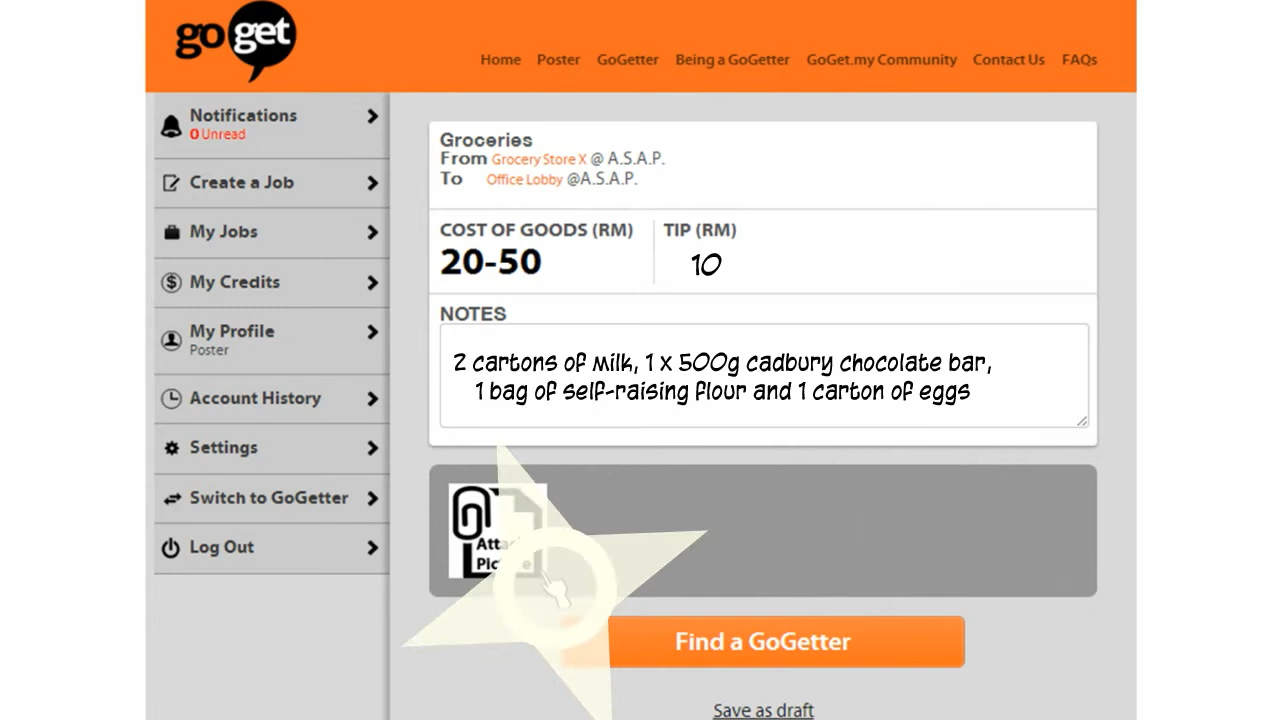 go get
Home Poster GoGetter Being a GoGetter GoGet.my Community Contact Us FAQs
Notifications
0 Unread
Create a Job
My Jobs
My Credits
My Profile
Poster
Account History
Settings
Switch to GoGetter
Log Out
Groceries
From Grocery Store X @ A.S.A.P.
To Office Lobby @A.S.A.P.
COST OF GOODS (RM) TIP (RM)
20-50 10
NOTES
2 cartons of milk, 1 x 500g cadbury chocolate bar,
1 bag of self-raising flour and 1 carton of eggs
Attach
Picture
Find a GoGetter
Save as draft